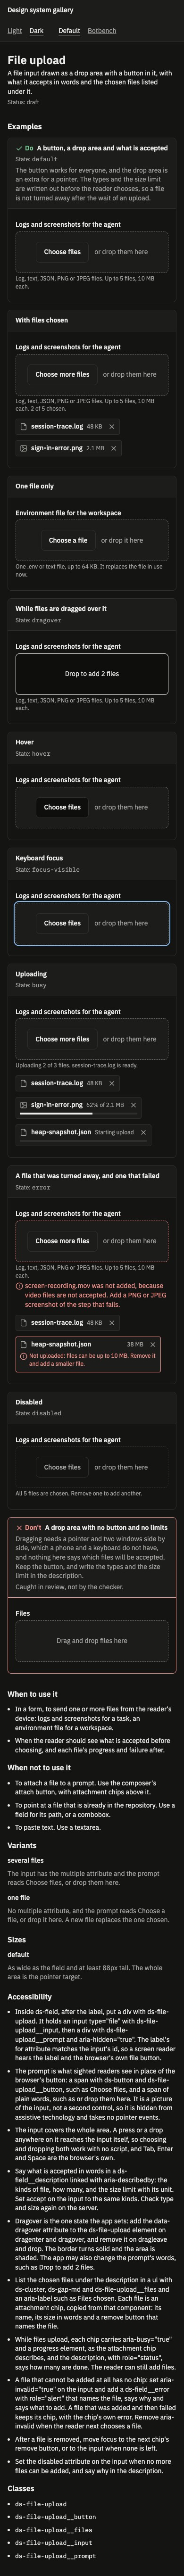 Design system gallery
Light Dark Default Botbench
File upload
A file input drawn as a drop area with a button in it, with
what it accepts in words and the chosen files listed
under it.
Status: draft
Examples
Do A button, a drop area and what is accepted
State: default
The button works for everyone, and the drop area is
an extra for a pointer. The types and the size limit
are written out before the chooser opens, so a file
is not turned away after the wait of an upload.
Logs and screenshots for the agent
Choose files or drop them here
Log, text, JSON, PNG or JPEG files. Up to 5 files, 10 MB
each.
With files chosen
Logs and screenshots for the agent
Choose more files or drop them here
Log, text, JSON, PNG or JPEG files. Up to 5 files, 10 MB
each. 2 of 5 chosen.
session-trace.log 48 KB
sign-in-error.png 2.1 MB
One file only
Environment file for the workspace
Choose a file or drop it here
One .env or text file, up to 64 KB. It replaces the file in use
now.
While files are dragged over it
State: dragover
Logs and screenshots for the agent
Drop to add 2 files
Log, text, JSON, PNG or JPEG files. Up to 5 files, 10 MB
each.
Hover
State: hover
Logs and screenshots for the agent
Choose files or drop them here
Keyboard focus
State: focus-visible
Logs and screenshots for the agent
Choose files or drop them here
Uploading
State: busy
Logs and screenshots for the agent
Choose more files or drop them here
Uploading 2 of 3 files. session-trace.log is ready.
session-trace.log 48 KB
sign-in-error.png 62% of 2.1 MB
heap-snapshot.json Starting upload
A file that was turned away, and one that failed
State: error
Logs and screenshots for the agent
Choose more files or drop them here
Log, text, JSON, PNG or JPEG files. Up to 5 files, 10 MB
each.
screen-recording.mov was not added, because
video files are not accepted. Add a PNG or JPEG
screenshot of the step that fails.
session-trace.log 48 KB
heap-snapshot.json 38 MB
Not uploaded: files can be up to 10 MB. Remove it
and add a smaller file.
Disabled
State: disabled
Logs and screenshots for the agent
Choose files or drop them here
All 5 files are chosen. Remove one to add another.
Don't A drop area with no button and no limits
Dragging needs a pointer and two windows side by
side, which a phone and a keyboard do not have,
and nothing here says which files will be accepted.
Keep the button, and write the types and the size
limit in the description.
Caught in review, not by the checker.
Files
Drag and drop files here
When to use it
In a form, to send one or more files from the reader's
device: logs and screenshots for a task, an
environment file for a workspace.
When the reader should see what is accepted before
choosing, and each file's progress and failure after.
When not to use it
To attach a file to a prompt. Use the composer's
attach button, with attachment chips above it.
To point at a file that is already in the repository. Use a
field for its path, or a combobox.
To paste text. Use a textarea.
Variants
several files
The input has the multiple attribute and the prompt
reads Choose files, or drop them here.
one file
No multiple attribute, and the prompt reads Choose a
file, or drop it here. A new file replaces the one chosen.
Sizes
default
As wide as the field and at least 88px tall. The whole
area is the pointer target.
Accessibility
Inside ds-field, after the label, put a div with ds-file-
upload. It holds an input type="file" with ds-file-
upload__input, then a div with ds-file-
upload__prompt and aria-hidden="true". The label's
for attribute matches the input's id, so a screen reader
hears the label and the browser's own file button.
The prompt is what sighted readers see in place of the
browser's button: a span with ds-button and ds-file-
upload__button, such as Choose files, and a span of
plain words, such as or drop them here. It is a picture
of the input, not a second control, so it is hidden from
assistive technology and takes no pointer events.
The input covers the whole area. A press or a drop
anywhere on it reaches the input itself, so choosing
and dropping both work with no script, and Tab, Enter
and Space are the browser's own.
Say what is accepted in words in a ds-
field__description linked with aria-describedby: the
kinds of file, how many, and the size limit with its unit.
Set accept on the input to the same kinds. Check type
and size again on the server.
Dragover is the one state the app sets: add the data-
dragover attribute to the ds-file-upload element on
dragenter and dragover, and remove it on dragleave
and drop. The border turns solid and the area is
shaded. The app may also change the prompt's words,
such as Drop to add 2 files.
List the chosen files under the description in a ul with
ds-cluster, ds-gap-md and ds-file-upload__files and
an aria-label such as Files chosen. Each file is an
attachment chip, copied from that component: its
name, its size in words and a remove button that
names the file.
While files upload, each chip carries aria-busy="true"
and a progress element, as the attachment chip
describes, and the description, with role="status",
says how many are done. The reader can still add files.
A file that cannot be added at all has no chip: set aria-
invalid="true" on the input and add a ds-field__error
with role="alert" that names the file, says why and
says what to add. A file that was added and then failed
keeps its chip, with the chip's own error. Remove aria-
invalid when the reader next chooses a file.
After a file is removed, move focus to the next chip's
remove button, or to the input when none is left.
Set the disabled attribute on the input when no more
files can be added, and say why in the description.
Classes
ds-file-upload
ds-file-upload__button
ds-file-upload__files
ds-file-upload__input
ds-file-upload__prompt